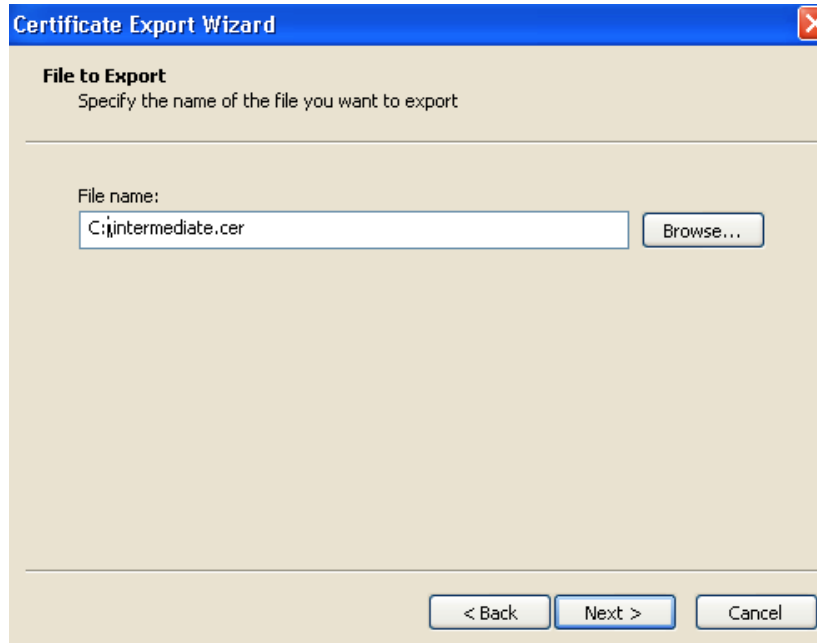 Certificate Export Wizard
File to Export
Specify the name of the file you want to export
File name:
C:\intermediate.cer
Browse...
< Back
Next >
Cancel